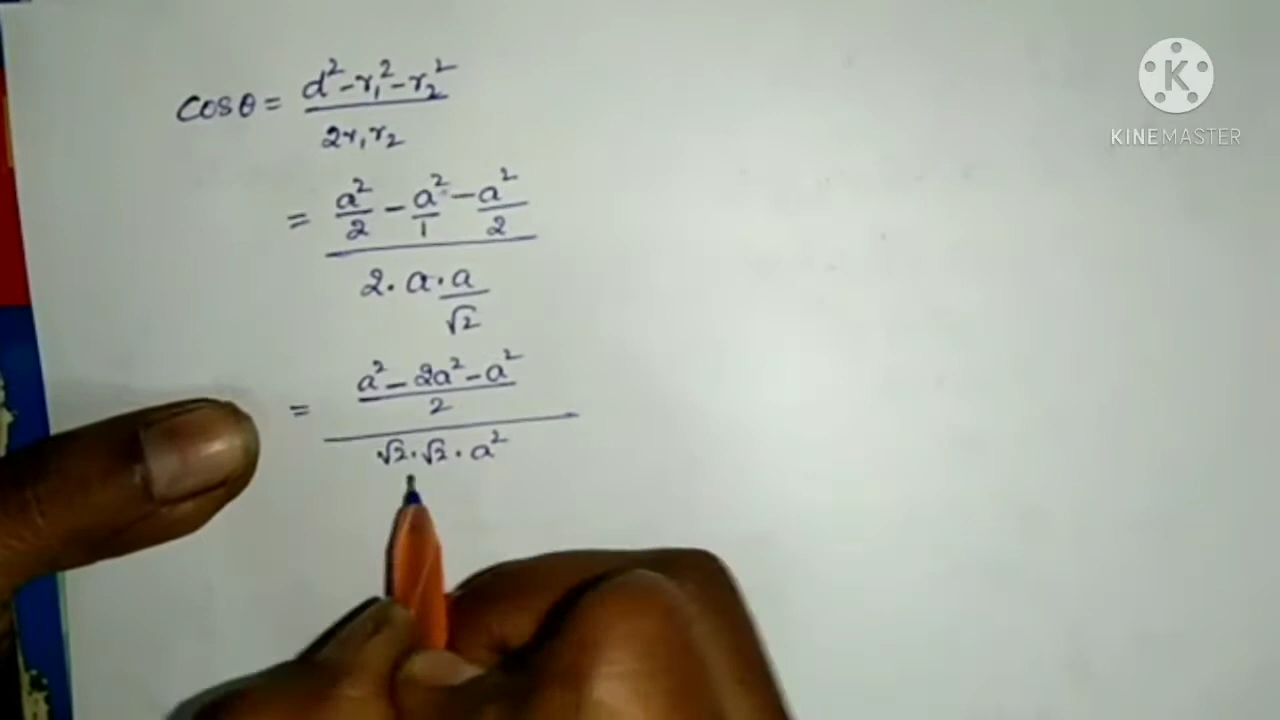 cosθ = (d² - r₁² - r₂²) / (2r₁r₂)
= (a²/2 - a²/1 - a²/2) / (2 · a · a/√2)
= ((a² - 2a² - a²)/2) / (√2 · √2 · a²)
K
KINEMASTER